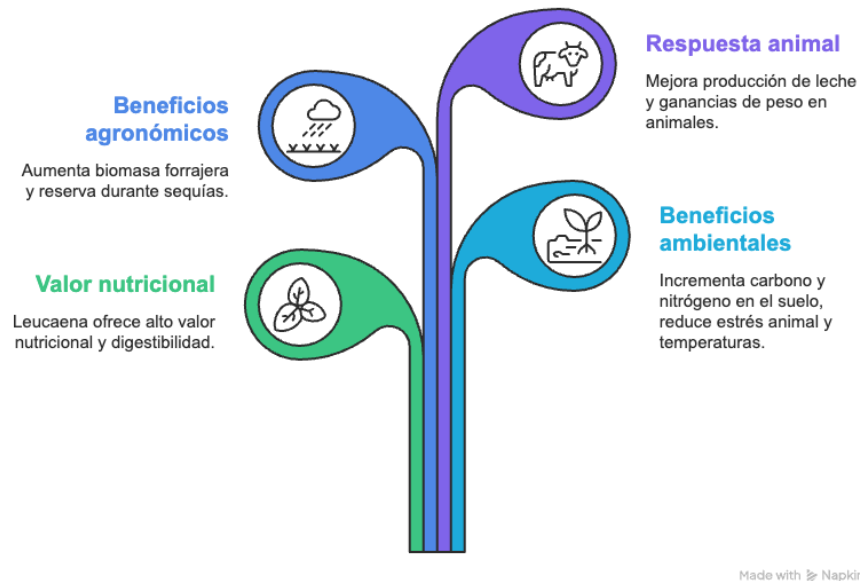 Respuesta animal
Mejora producción de leche
y ganancias de peso en
animales.
Beneficios
agronómicos
Aumenta biomasa forrajera
y reserva durante sequías.
Beneficios
ambientales
Incrementa carbono y
nitrógeno en el suelo,
reduce estrés animal y
temperaturas.
Valor nutricional
Leucaena ofrece alto valor
nutricional y digestibilidad.
Made with Napkin